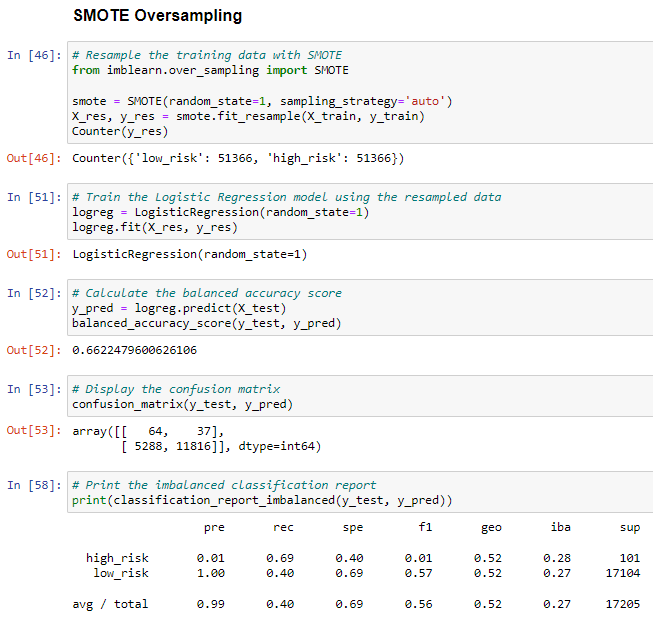 SMOTE Oversampling
In [46]: # Resample the training data with SMOTE
from imblearn.over_sampling import SMOTE
smote = SMOTE(random_state=1, sampling_strategy='auto')
X_res, y_res = smote.fit_resample(X_train, y_train)
Counter(y_res)
Out[46]: Counter({'low_risk': 51366, 'high_risk': 51366})
In [51]: # Train the Logistic Regression model using the resampled data
logreg = LogisticRegression(random_state=1)
logreg.fit(X_res, y_res)
Out[51]: LogisticRegression(random_state=1)
In [52]: # Calculate the balanced accuracy score
y_pred = logreg.predict(X_test)
balanced_accuracy_score(y_test, y_pred)
Out[52]: 0.6622479600626106
In [53]: # Display the confusion matrix
confusion_matrix(y_test, y_pred)
Out[53]: array([[   64,    37],
[ 5288, 11816]], dtype=int64)
In [58]: # Print the imbalanced classification report
print(classification_report_imbalanced(y_test, y_pred))
pre rec spe f1 geo iba sup
high_risk 0.01 0.69 0.40 0.01 0.52 0.28 101
low_risk 1.00 0.40 0.69 0.57 0.52 0.27 17104
avg / total 0.99 0.40 0.69 0.56 0.52 0.27 17205